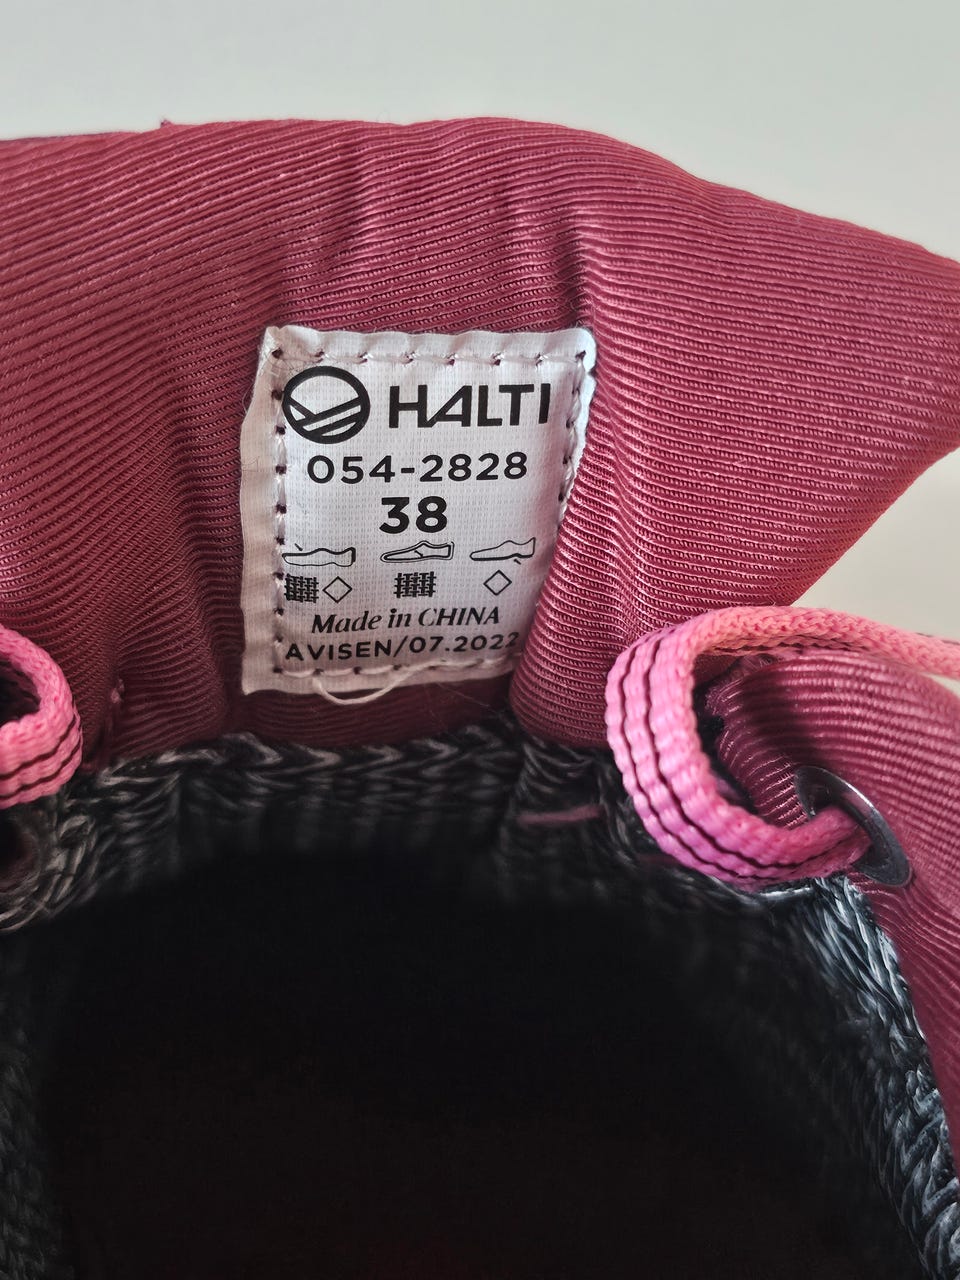 HALTI
054-2828
38
Made in CHINA
AVISEN/07.2022